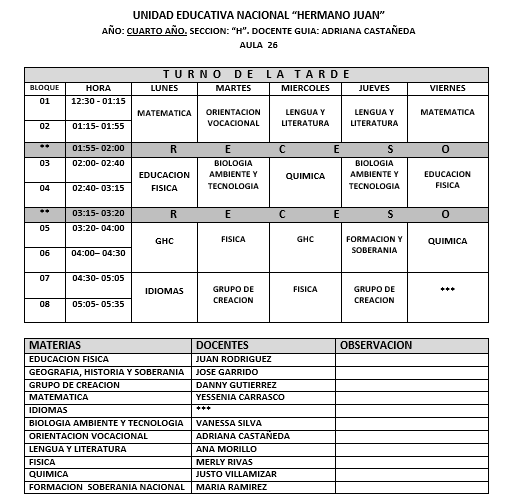 UNIDAD EDUCATIVA NACIONAL “HERMANO JUAN”
AÑO: CUARTO AÑO. SECCION: “H”. DOCENTE GUIA: ADRIANA CASTAÑEDA
AULA 26
T U R N O D E L A T A R D E
BLOQUE HORA LUNES MARTES MIERCOLES JUEVES VIERNES
01 12:30 - 01:15
MATEMATICA ORIENTACION VOCACIONAL LENGUA Y LITERATURA LENGUA Y LITERATURA MATEMATICA
02 01:15- 01:55
** 01:55- 02:00 R E C E S O
03 02:00- 02:40
EDUCACION FISICA BIOLOGIA AMBIENTE Y TECNOLOGIA QUIMICA BIOLOGIA AMBIENTE Y TECNOLOGIA EDUCACION FISICA
04 02:40- 03:15
** 03:15- 03:20 R E C E S O
05 03:20- 04:00
GHC FISICA GHC FORMACION Y SOBERANIA QUIMICA
06 04:00– 04:30
07 04:30- 05:05
IDIOMAS GRUPO DE CREACION FISICA GRUPO DE CREACION ***
08 05:05- 05:35
MATERIAS DOCENTES OBSERVACION
EDUCACION FISICA JUAN RODRIGUEZ
GEOGRAFIA, HISTORIA Y SOBERANIA JOSE GARRIDO
GRUPO DE CREACION DANNY GUTIERREZ
MATEMATICA YESSENIA CARRASCO
IDIOMAS ***
BIOLOGIA AMBIENTE Y TECNOLOGIA VANESSA SILVA
ORIENTACION VOCACIONAL ADRIANA CASTAÑEDA
LENGUA Y LITERATURA ANA MORILLO
FISICA MERLY RIVAS
QUIMICA JUSTO VILLAMIZAR
FORMACION SOBERANIA NACIONAL MARIA RAMIREZ